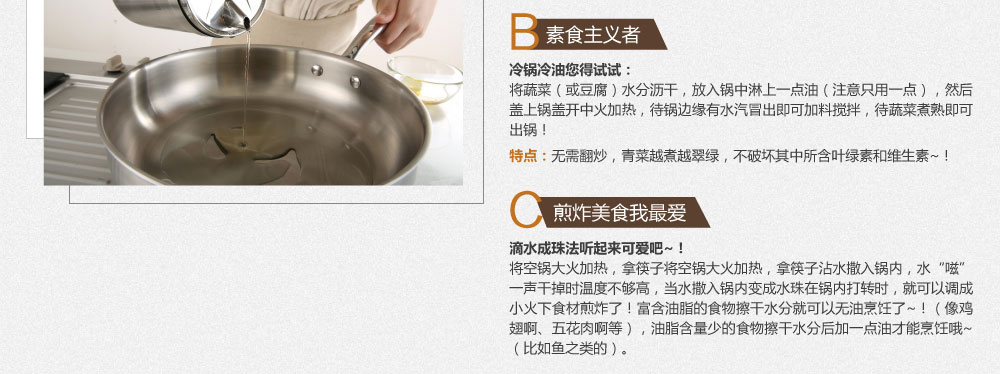 B 素食主义者
冷锅冷油您得试试：
将蔬菜（或豆腐）水分沥干，放入锅中淋上一点油（注意只用一点），然后
盖上锅盖开中火加热，待锅边缘有水汽冒出即可加料搅拌，待蔬菜煮熟即可
出锅！
特点：无需翻炒，青菜越煮越翠绿，不破坏其中所含叶绿素和维生素~！
C 煎炸美食我最爱
滴水成珠法听起来可爱吧~！
将空锅大火加热，拿筷子将空锅大火加热，拿筷子沾水撒入锅内，水“嗞”
一声干掉时温度不够高，当水撒入锅内变成水珠在锅内打转时，就可以调成
小火下食材煎炸了！富含油脂的食物擦干水分就可以无油烹饪了~！（像鸡
翅啊、五花肉啊等），油脂含量少的食物擦干水分后加一点油才能烹饪哦~
（比如鱼之类的）。